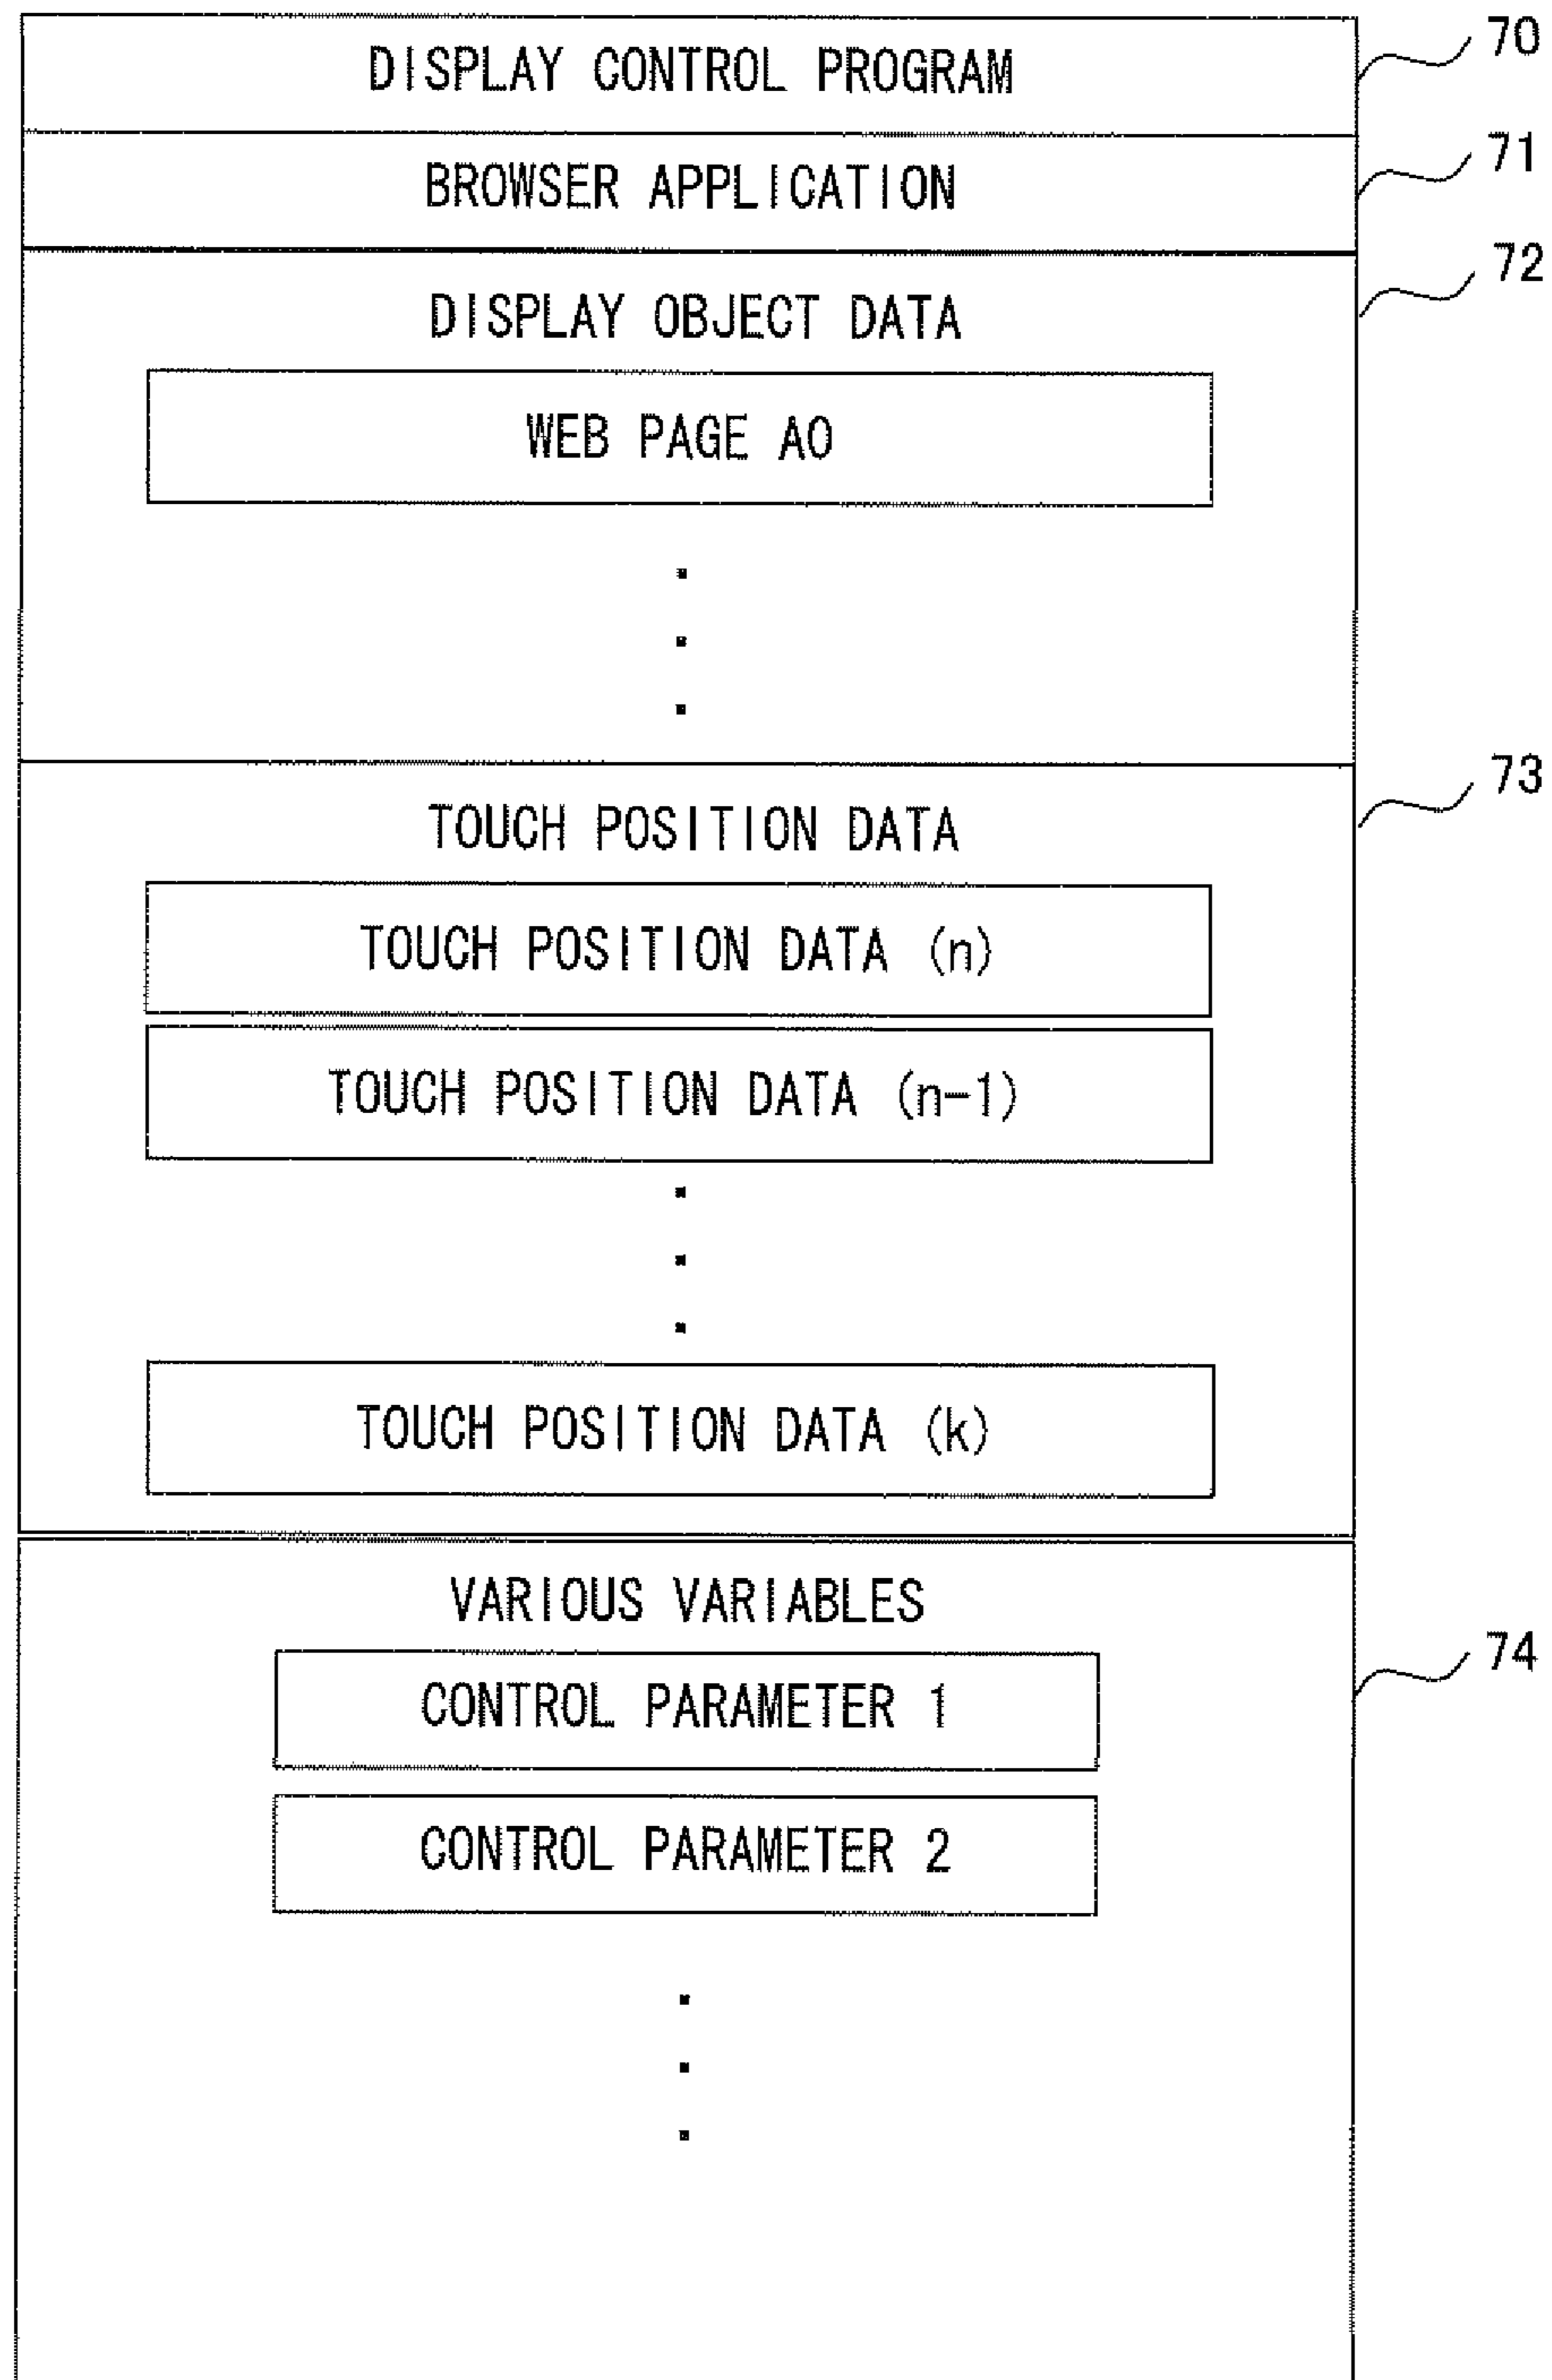 DISPLAY CONTROL PROGRAM
70
BROWSER APPLICATION
71
DISPLAY OBJECT DATA
72
WEB PAGE A0
TOUCH POSITION DATA
73
TOUCH POSITION DATA (n)
TOUCH POSITION DATA (n-1)
TOUCH POSITION DATA (k)
VARIOUS VARIABLES
74
CONTROL PARAMETER 1
CONTROL PARAMETER 2